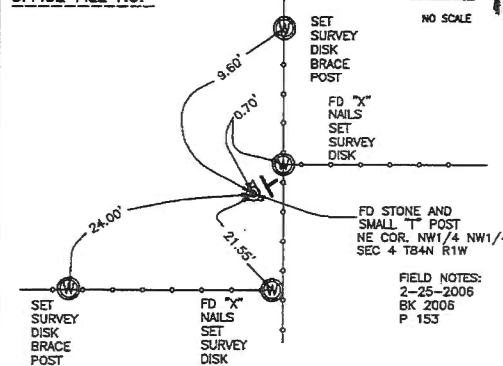 NO SCALE
SET
SURVEY
DISK
BRACE
POST
9.60'
0.70'
FD "X"
NAILS
SET
SURVEY
DISK
24.00'
21.55'
FD STONE AND
SMALL "T" POST
NE COR. NW1/4 NW1/4
SEC 4 T84N R1W
FIELD NOTES:
2-25-2006
BK 2006
P 153
SET
SURVEY
DISK
BRACE
POST
FD "X"
NAILS
SET
SURVEY
DISK
W
W
W
W